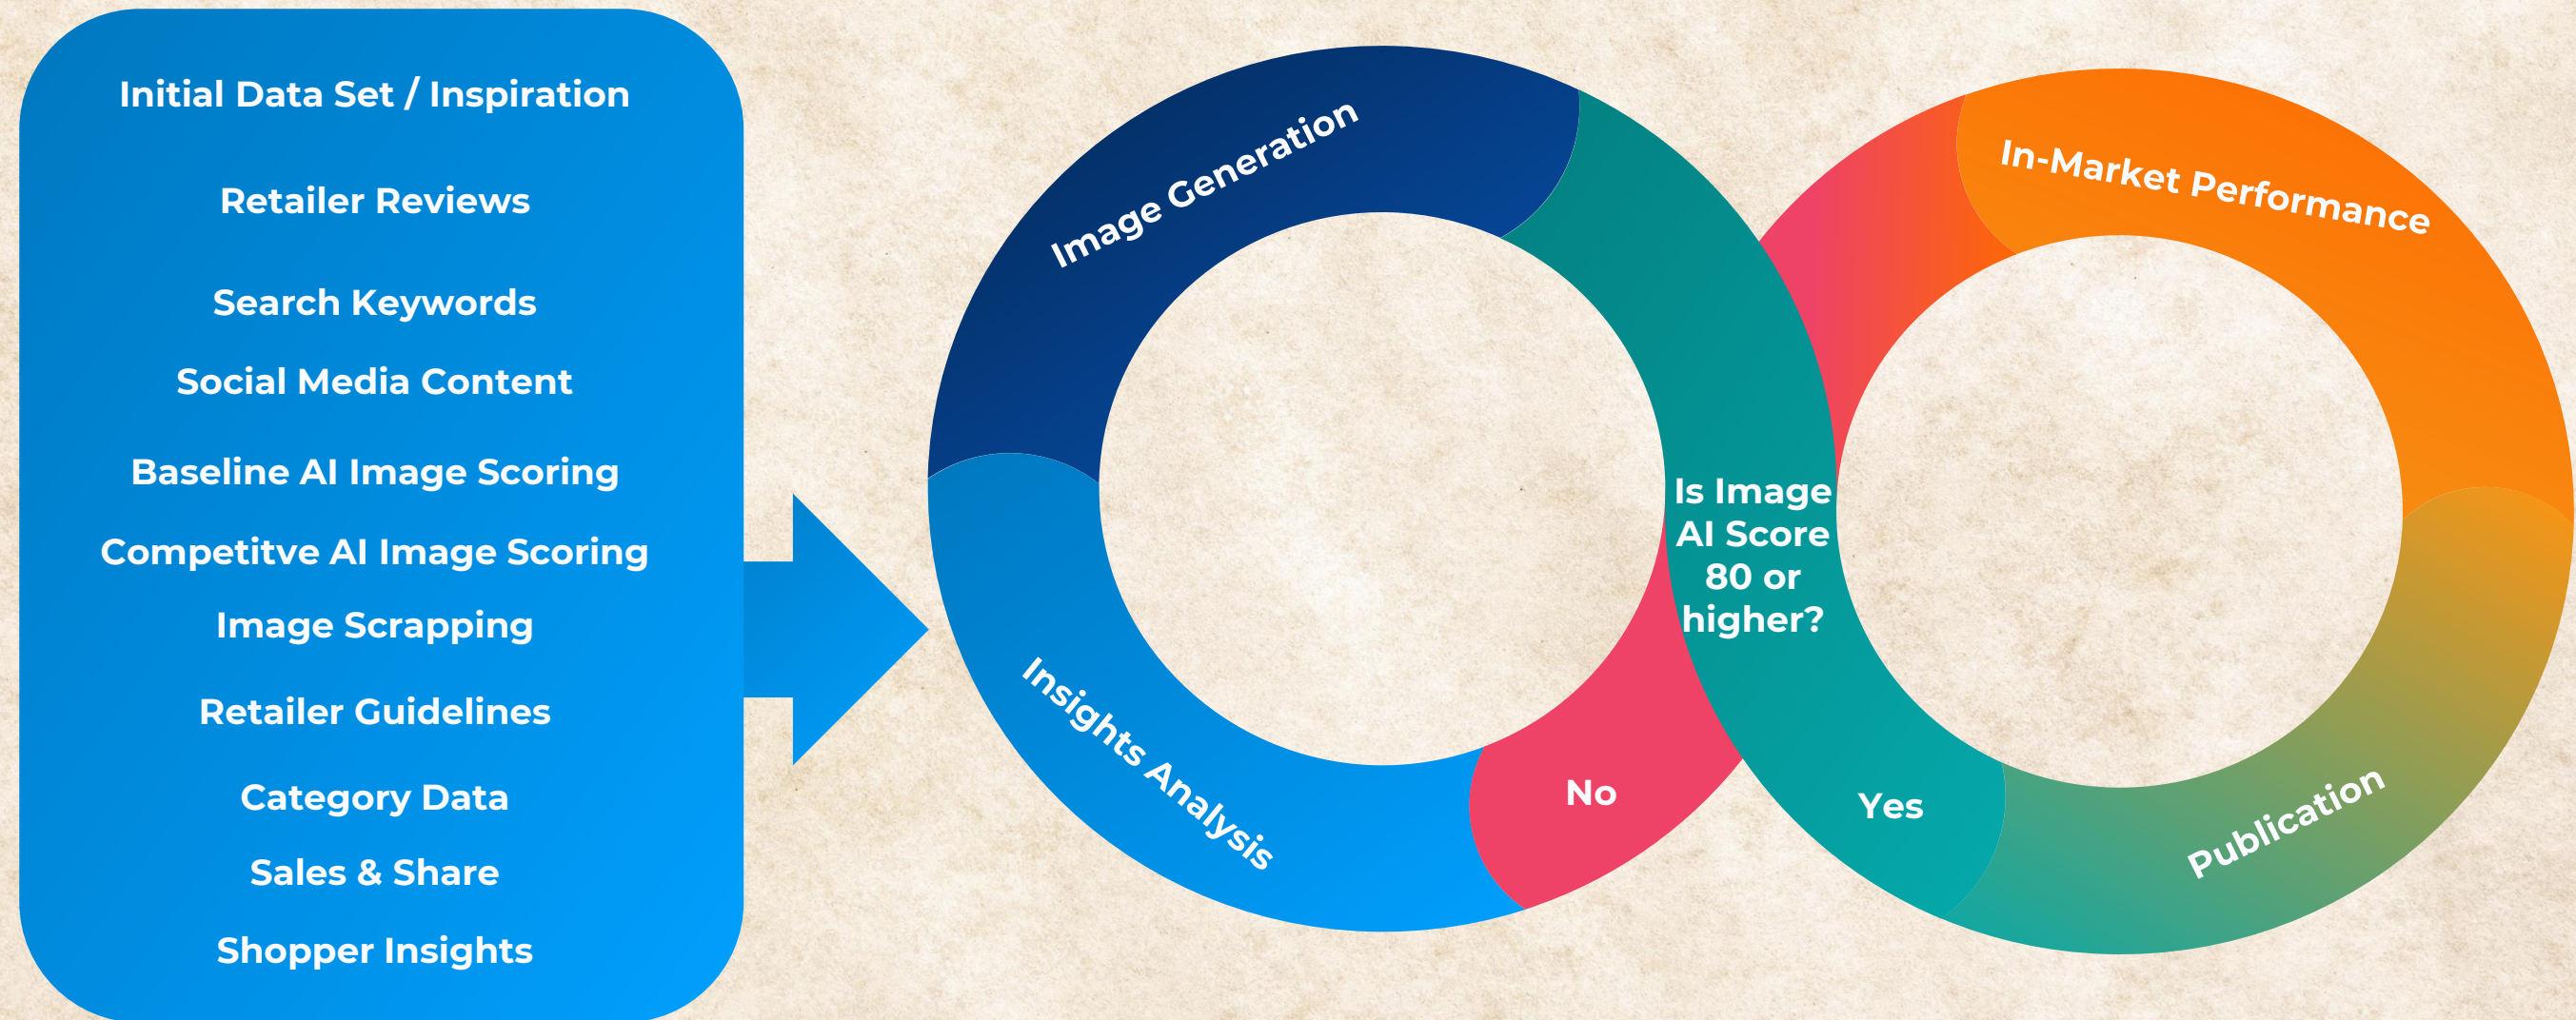 Initial Data Set / Inspiration
Retailer Reviews
Search Keywords
Social Media Content
Baseline AI Image Scoring
Competitve AI Image Scoring
Image Scrapping
Retailer Guidelines
Category Data
Sales & Share
Shopper Insights
Image Generation
Insights Analysis
No
Is Image
AI Score
80 or
higher?
Yes
In-Market Performance
Publication